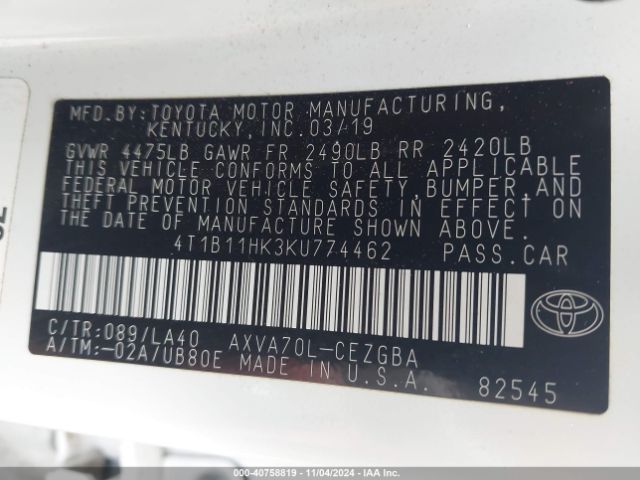 MFD.BY:TOYOTA MOTOR MANUFACTURING,
KENTUCKY,INC.03/19
GVWR 4475LB GAWR FR 2490LB RR 2420LB
THIS VEHICLE CONFORMS TO ALL APPLICABLE
FEDERAL MOTOR VEHICLE SAFETY,BUMPER,AND
THEFT PREVENTION STANDARDS IN EFFECT ON
THE DATE OF MANUFACTURE SHOWN ABOVE.
4T1B11HK3KU774462 PASS.CAR
C/TR:089/LA40 AXVA70L-CEZGBA
A/TM:-02A/UB80E MADE IN U.S.A.
82545
(STOCK) - 40758819 - 11/04/2024 - IAA Inc.